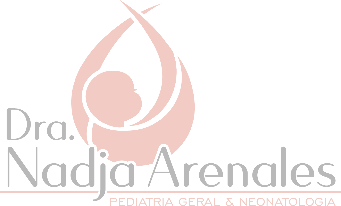 Dra.
Nadja Arenales
PEDIATRIA GERAL & NEONATOLOGIA